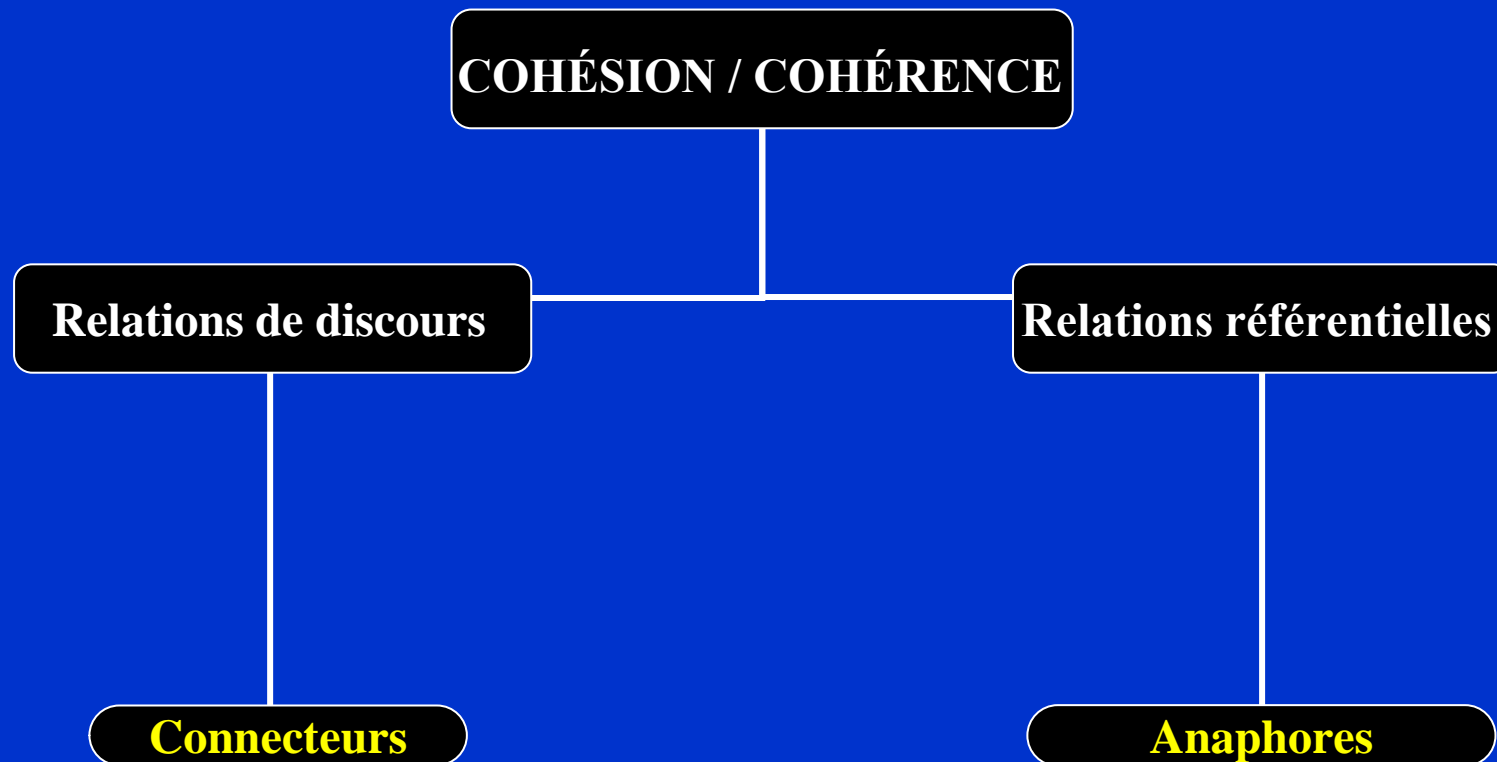 COHÉSION / COHÉRENCE
Relations de discours
Relations référentielles
Connecteurs
Anaphores